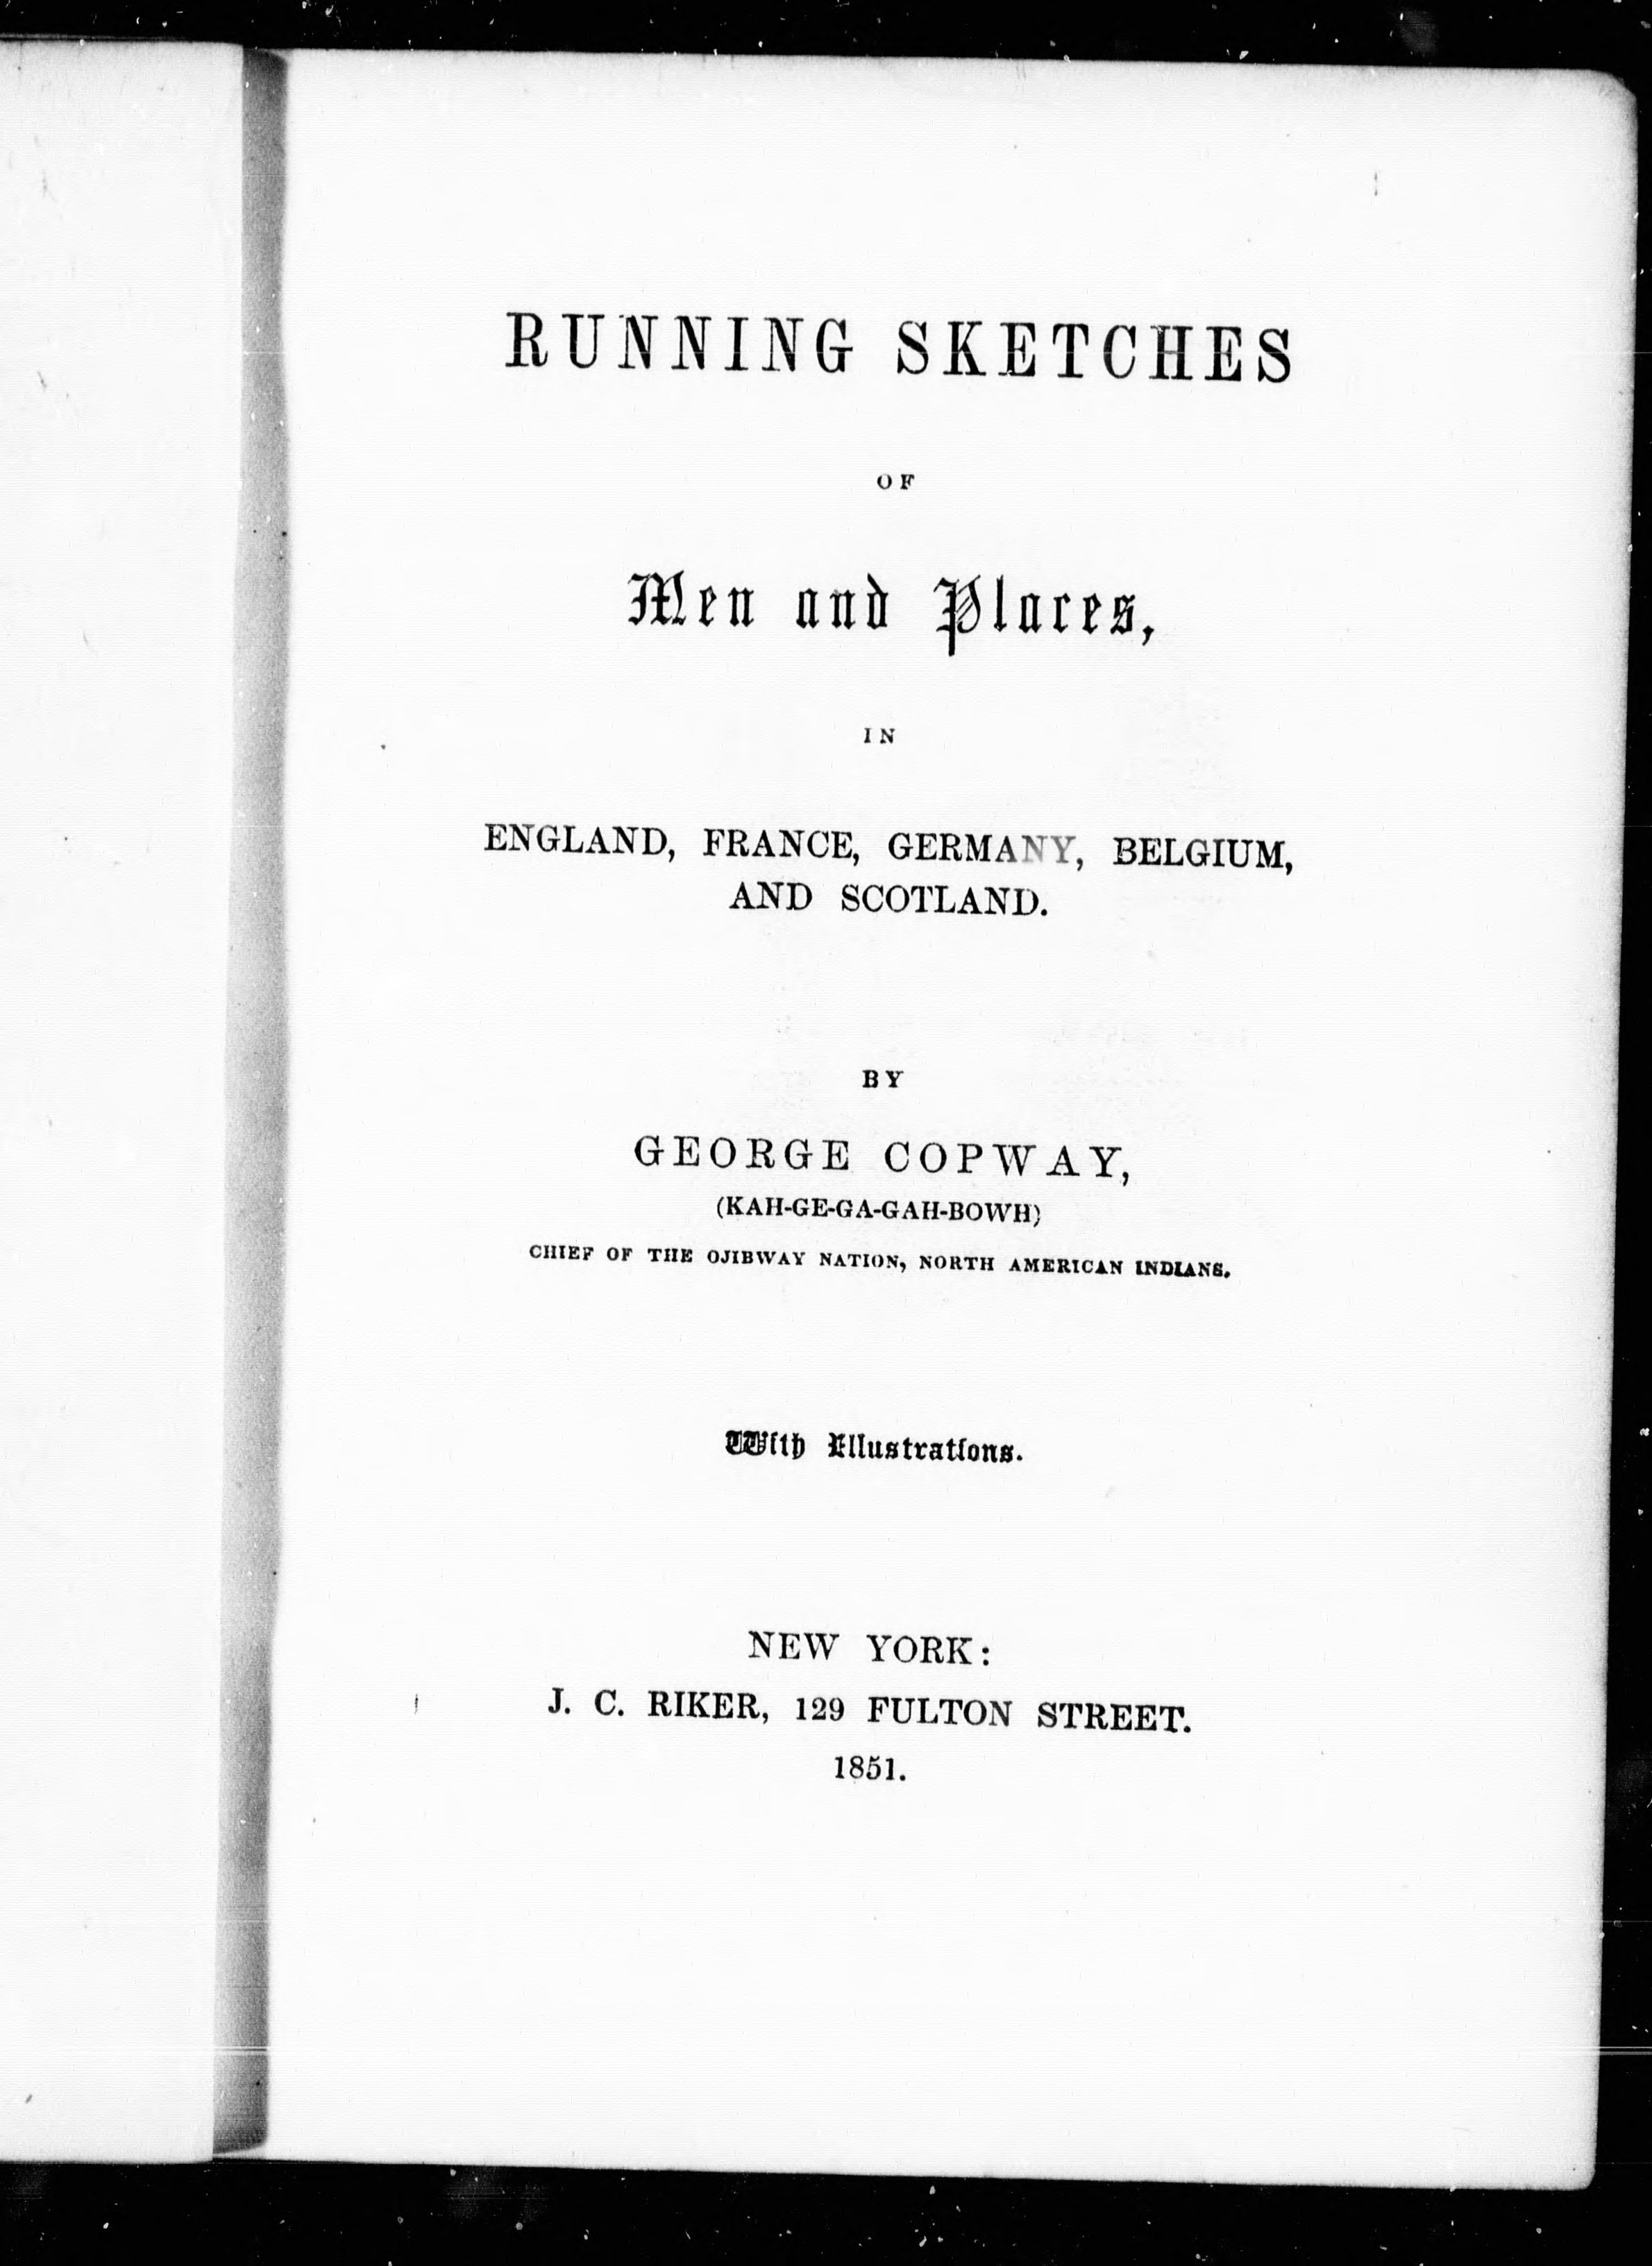 RUNNING SKETCHES
OF
Men and Places,
IN
ENGLAND, FRANCE, GERMANY, BELGIUM,
AND SCOTLAND.
BY
GEORGE COPWAY,
(KAH-GE-GA-GAH-BOWH)
CHIEF OF THE OJIBWAY NATION, NORTH AMERICAN INDIANS.
With Illustrations.
NEW YORK:
J. C. RIKER, 129 FULTON STREET.
1851.